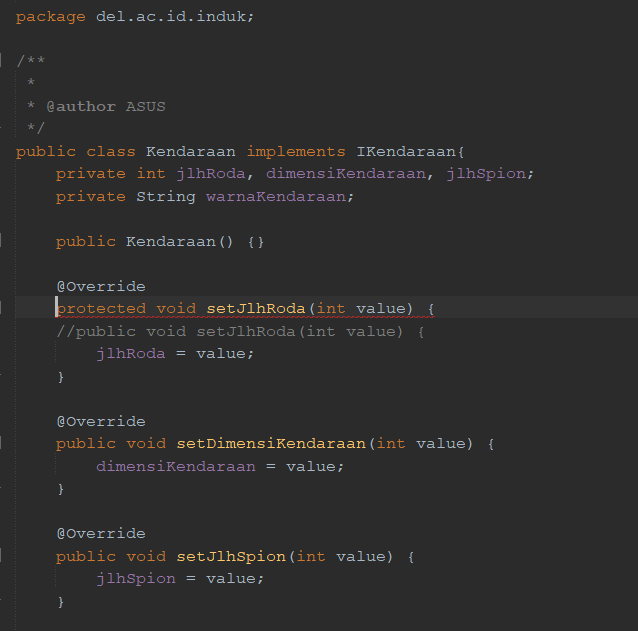 package del.ac.id.induk;
/**
*
* @author ASUS
*/
public class Kendaraan implements IKendaraan{
private int jlhRoda, dimensiKendaraan, jlhSpion;
private String warnaKendaraan;
public Kendaraan() {}
@Override
protected void setJlhRoda(int value) {
//public void setJlhRoda(int value) {
jlhRoda = value;
}
@Override
public void setDimensiKendaraan(int value) {
dimensiKendaraan = value;
}
@Override
public void setJlhSpion(int value) {
jlhSpion = value;
}